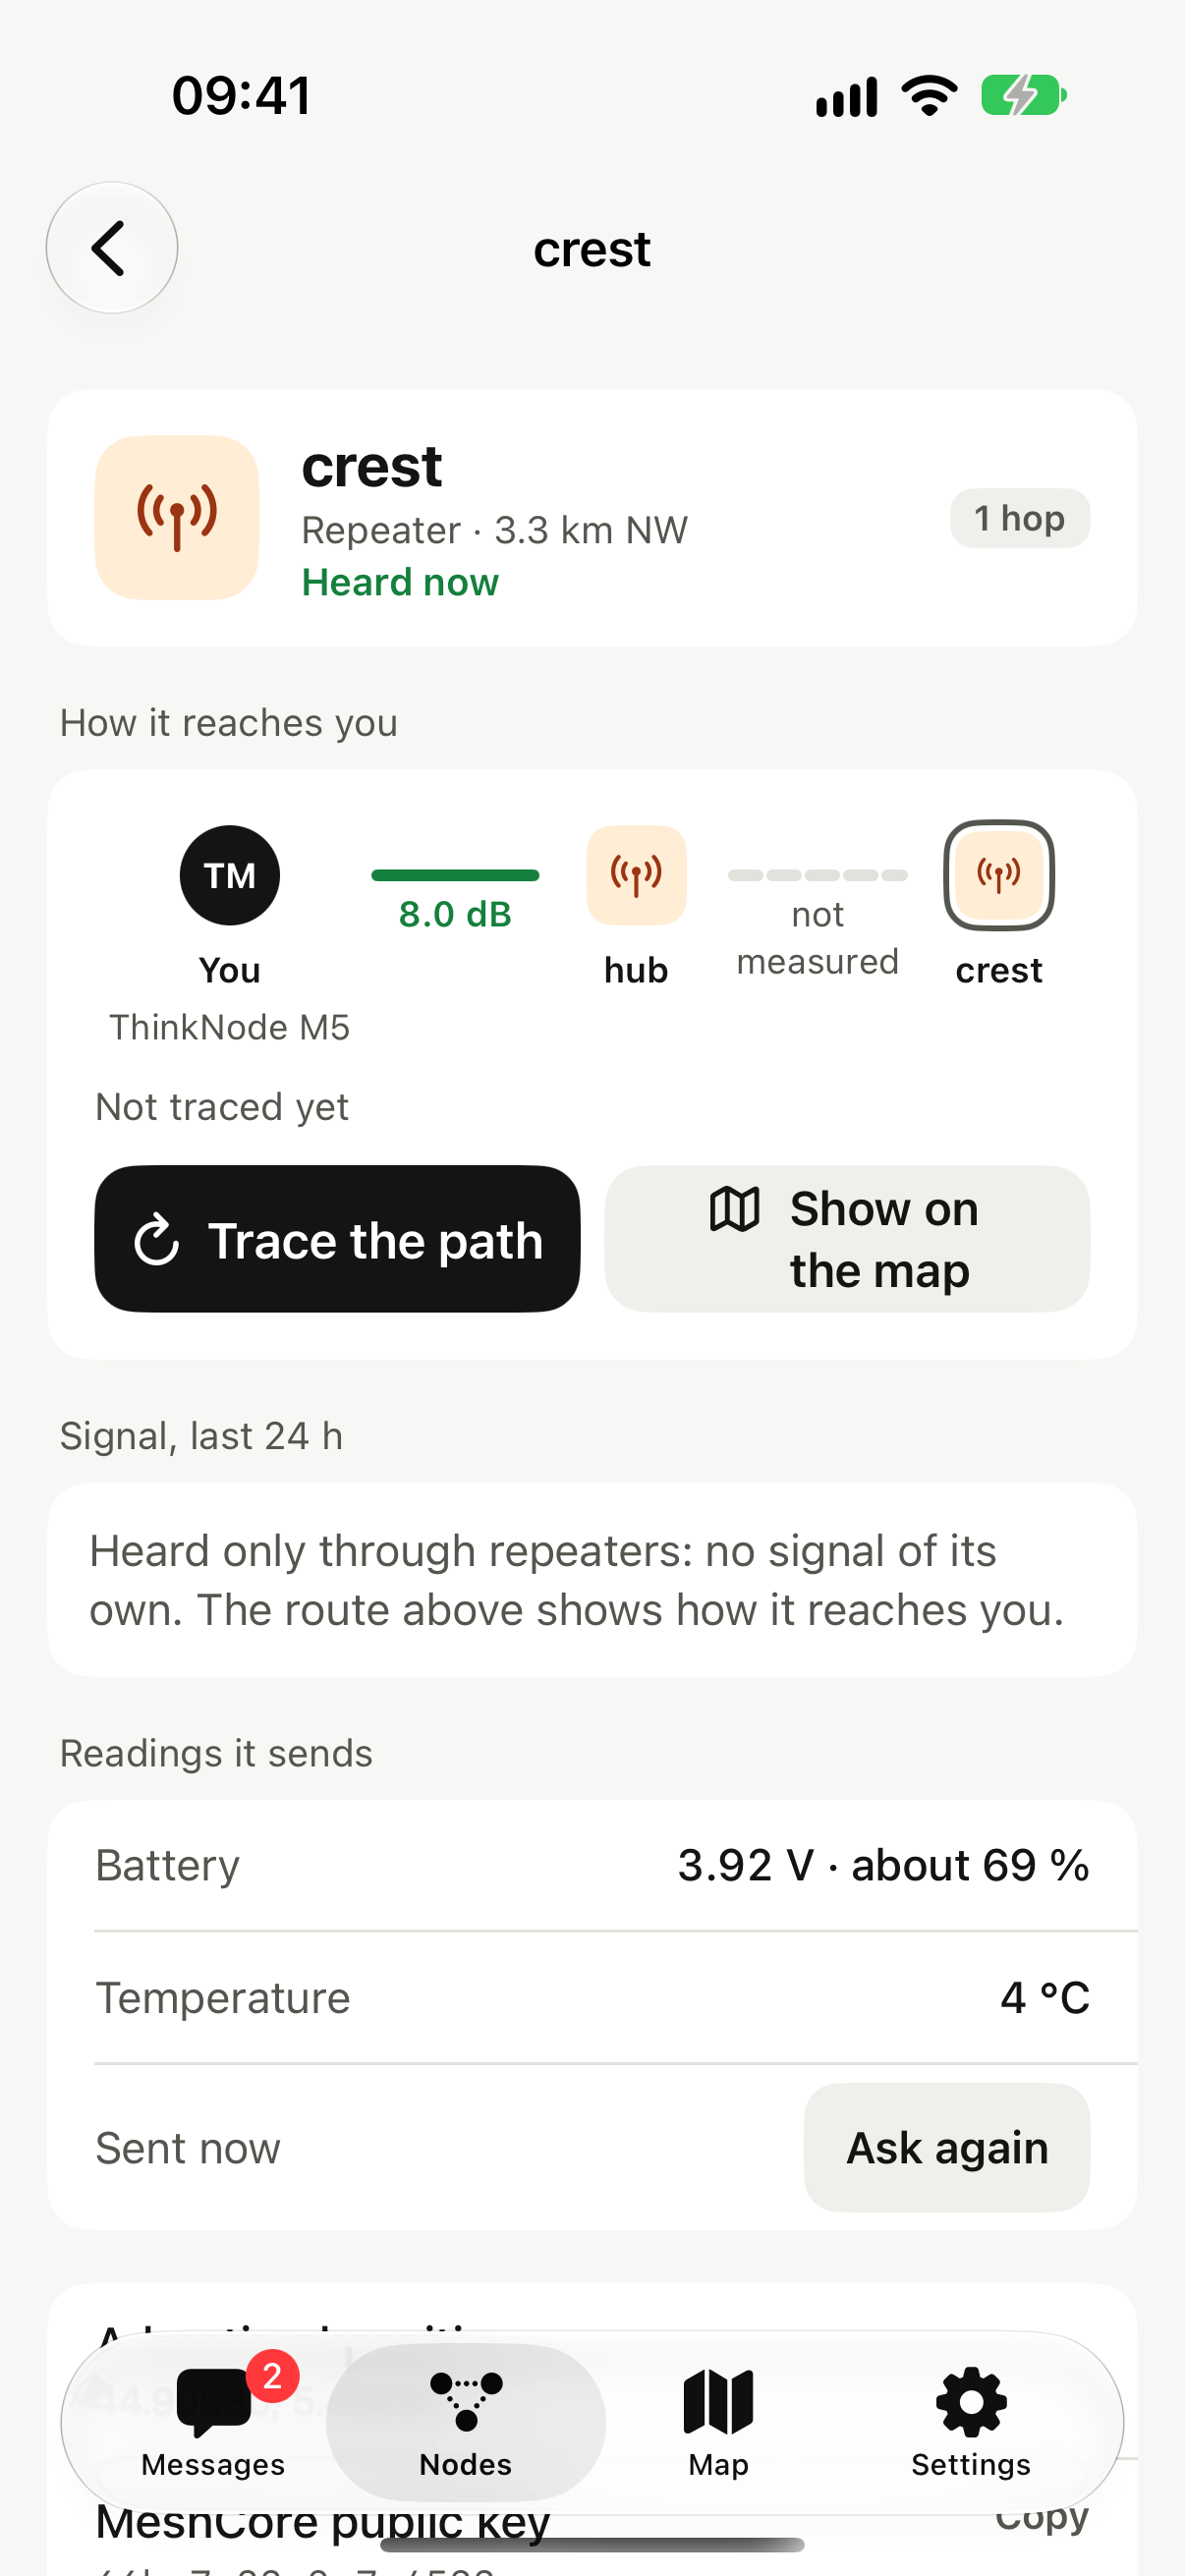 09:41
crest
crest
Repeater · 3.3 km NW
Heard now
1 hop
How it reaches you
TM
8.0 dB
not
measured
You
hub
crest
ThinkNode M5
Not traced yet
Trace the path
Show on
the map
Signal, last 24 h
Heard only through repeaters: no signal of its
own. The route above shows how it reaches you.
Readings it sends
Battery
3.92 V · about 69 %
Temperature
4 °C
Sent now
Ask again
2
Messages
Nodes
Map
Settings
MeshCore public key
Copy